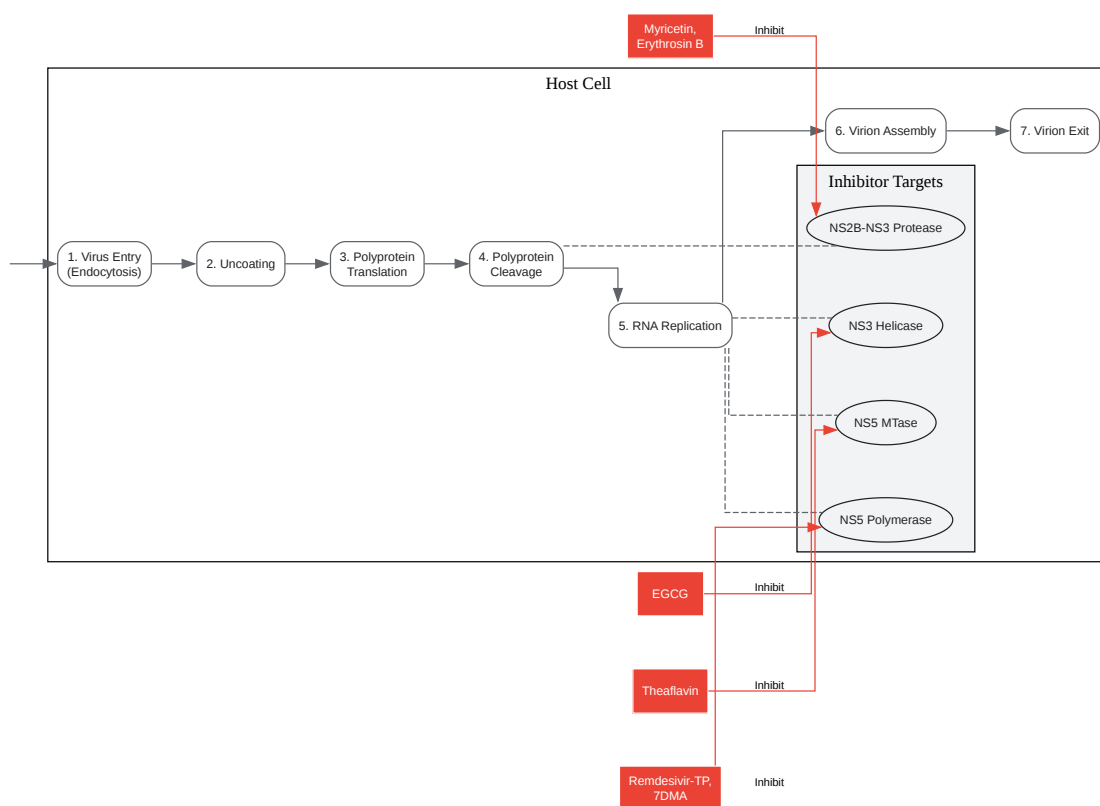 Myricetin,
Erythrosin B
Inhibit
Host Cell
6. Virion Assembly
7. Virion Exit
Inhibitor Targets
NS2B-NS3 Protease
1. Virus Entry
(Endocytosis)
2. Uncoating
3. Polyprotein
Translation
4. Polyprotein
Cleavage
5. RNA Replication
NS3 Helicase
NS5 MTase
NS5 Polymerase
EGCG
Inhibit
Theaflavin
Inhibit
Remdesivir-TP,
7DMA
Inhibit